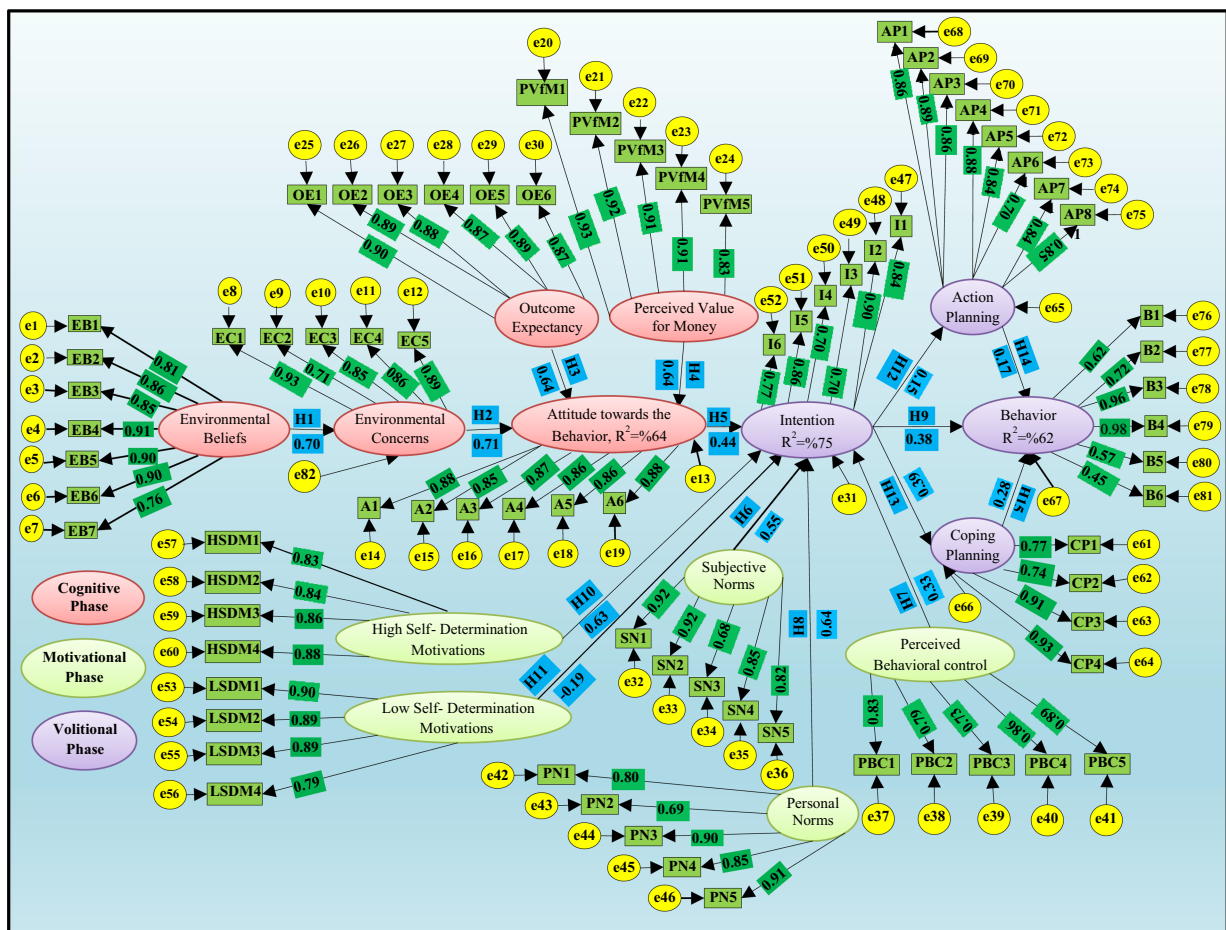 e20
PVfM1
e21
PVfM2
e22
PVfM3
e23
PVfM4
e24
PVfM5
0.93
0.92
0.91
0.91
0.83
e25
e26
e27
e28
e29
e30
OE1
OE2
OE3
OE4
OE5
OE6
0.90
0.89
0.88
0.87
0.89
0.87
e8
e9
e10
e11
e12
EC1
EC2
EC3
EC4
EC5
0.93
0.71
0.85
086
0.89
Outcome
Expectancy
Perceived Value
for Money
H3
0.64
H4
0.64
AP1
e68
AP2
e69
AP3
e70
AP4
e71
AP5
e72
AP6
e73
AP7
e74
AP8
e75
0.86
0.89
0.86
0.88
0.84
0.70
0.84
0.85
Action
Planning
e65
e47
e48
e49
e50
e51
e52
I1
I2
I3
I4
I5
I6
0.84
0.90
0.70
0.70
0.86
0.77
e1
EB1
e2
EB2
e3
EB3
e4
EB4
e5
EB5
e6
EB6
e7
EB7
0.81
0.86
0.85
0.91
0.90
0.90
0.76
Environmental
Beliefs
H1
0.70
Environmental
Concerns
e82
H2
0.71
Attitude towards the
Behavior, R²=%64
e13
H5
0.44
Intention
R²=%75
e31
H12
0.15
H14
0.17
H9
0.38
Behavior
R²=%62
e67
B1
e76
B2
e77
B3
e78
B4
e79
B5
e80
B6
e81
0.62
0.72
0.96
0.98
0.57
0.45
A1
A2
A3
A4
A5
A6
0.88
0.85
0.87
0.86
0.86
0.88
e14
e15
e16
e17
e18
e19
H13
0.35
H15
0.28
Coping
Planning
e66
0.77
0.74
0.91
0.93
CP1
e61
CP2
e62
CP3
e63
CP4
e64
Cognitive
Phase
Motivational
Phase
Volitional
Phase
e57
HSDM1
e58
HSDM2
e59
HSDM3
e60
HSDM4
0.83
0.84
0.86
0.88
High Self- Determination
Motivations
H10
0.63
e53
LSDM1
e54
LSDM2
e55
LSDM3
e56
LSDM4
0.90
0.89
0.89
0.79
Low Self-Determination
Motivations
H11
-0.19
H6
0.55
Subjective
Norms
0.92
0.92
0.68
0.85
0.82
SN1
SN2
SN3
SN4
SN5
e32
e33
e34
e35
e36
H8
0.64
H7
0.33
Perceived
Behavioral control
0.83
0.79
0.73
0.86
0.89
PBC1
PBC2
PBC3
PBC4
PBC5
e37
e38
e39
e40
e41
e42
PN1
e43
PN2
e44
PN3
e45
PN4
e46
PN5
0.80
0.69
0.90
0.85
0.91
Personal
Norms